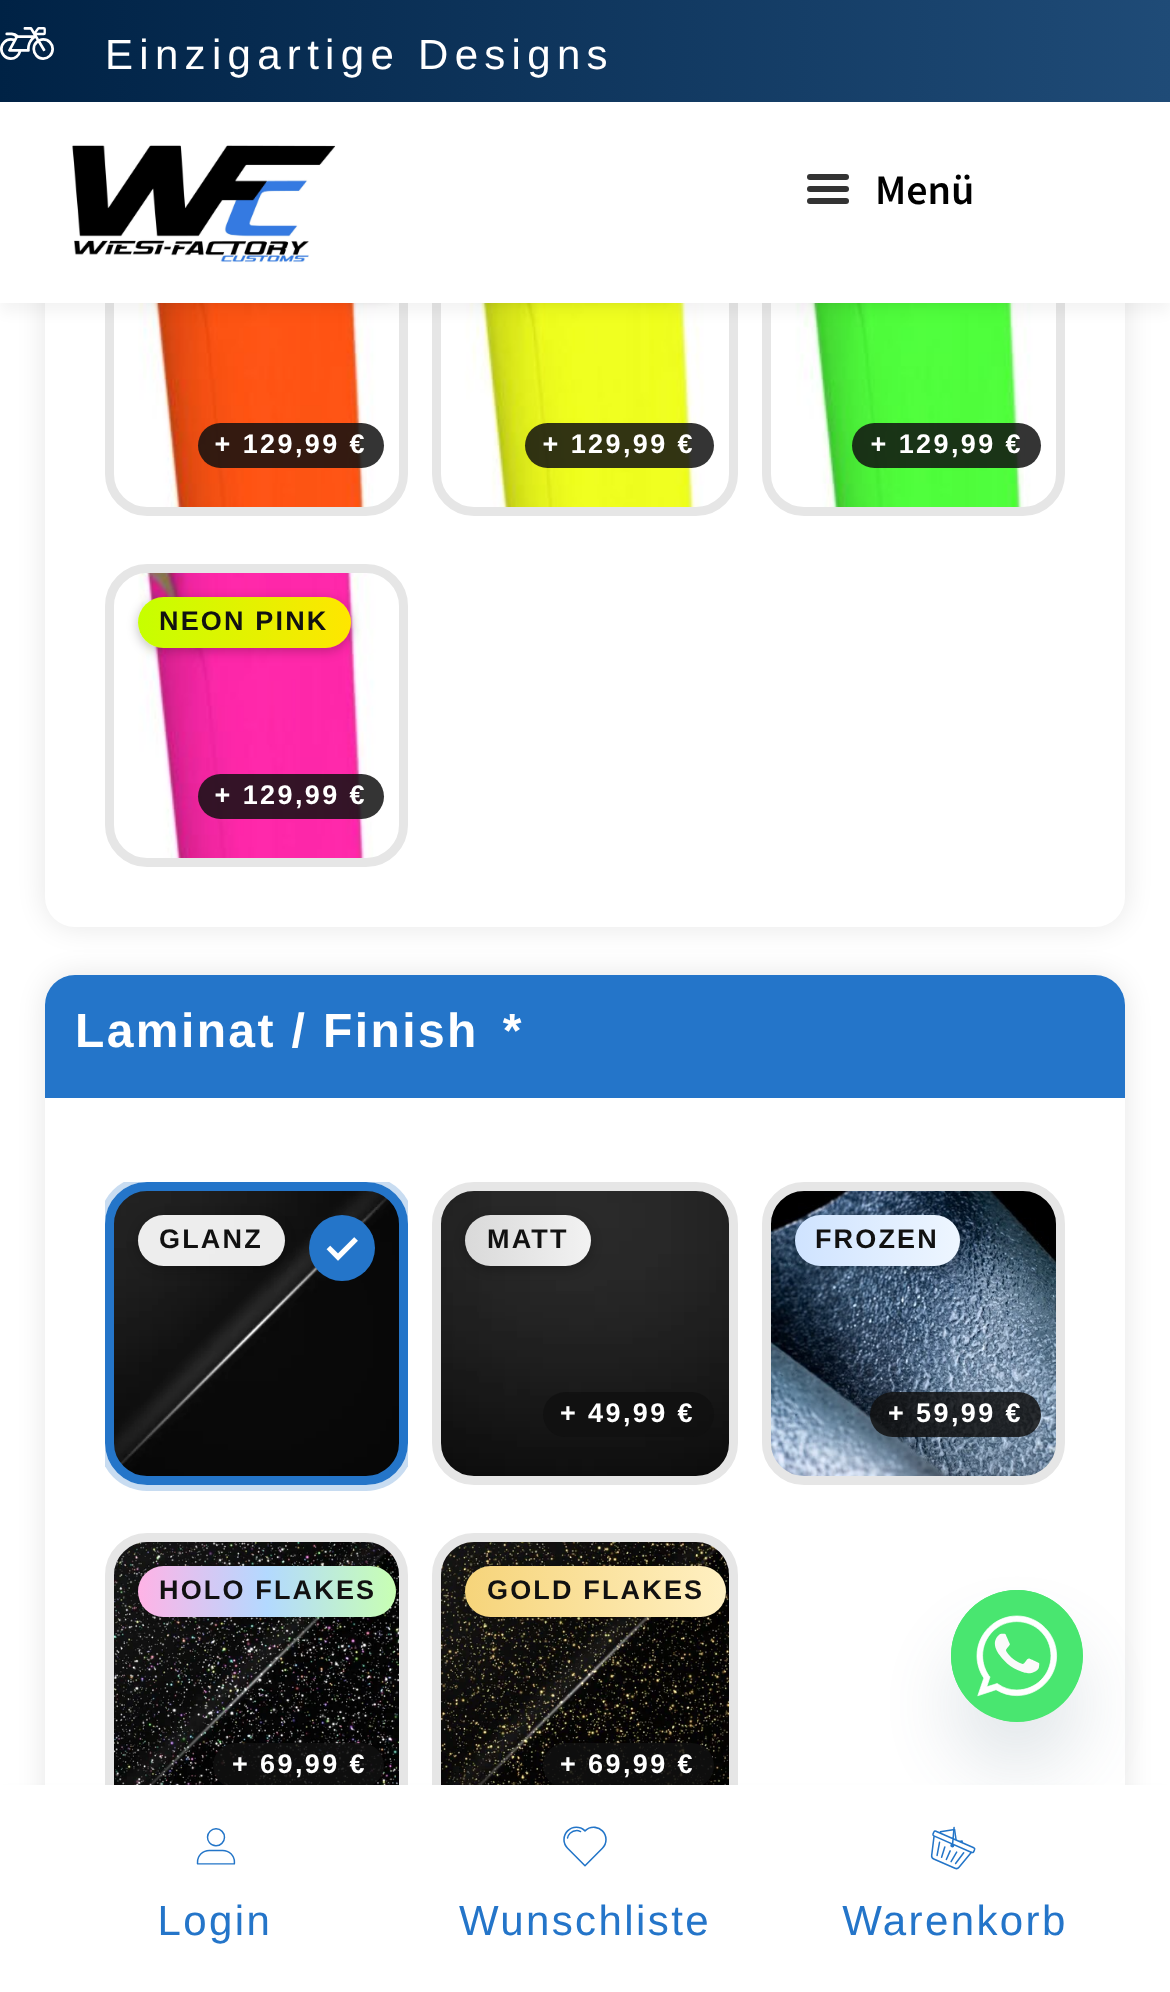 Einzigartige Designs
WFC
WIESI-FACTORY
CUSTOMS
Menü
+ 129,99 €
+ 129,99 €
+ 129,99 €
NEON PINK
+ 129,99 €
Laminat / Finish *
GLANZ
MATT
FROZEN
+ 49,99 €
+ 59,99 €
HOLO FLAKES
GOLD FLAKES
+ 69,99 €
+ 69,99 €
Login
Wunschliste
Warenkorb